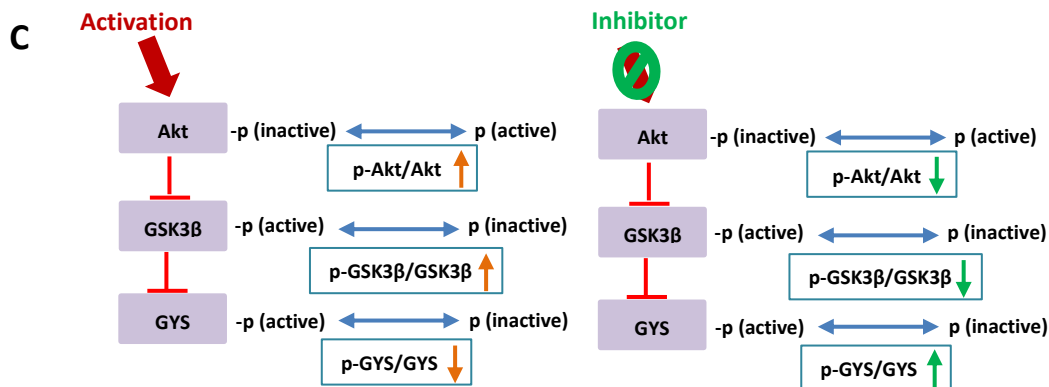 C
Activation
Akt
-p (inactive)
p (active)
p-Akt/Akt
GSK3β
-p (active)
p (inactive)
p-GSK3β/GSK3β
GYS
-p (active)
p (inactive)
p-GYS/GYS
Inhibitor
Akt
-p (inactive)
p (active)
p-Akt/Akt
GSK3β
-p (active)
p (inactive)
p-GSK3β/GSK3β
GYS
-p (active)
p (inactive)
p-GYS/GYS